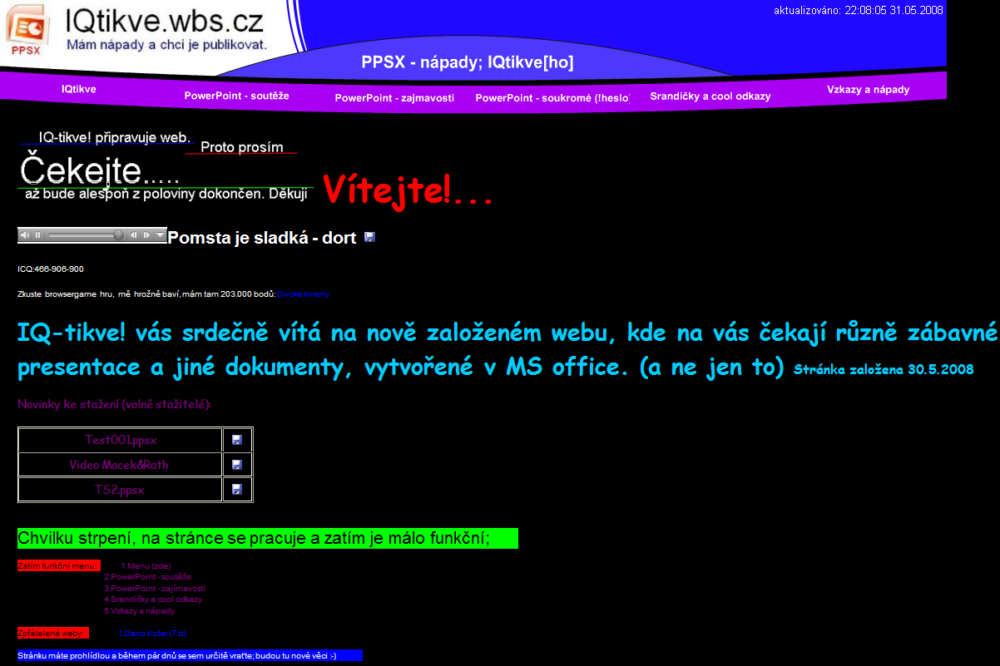 PPSX
IQtikve.wbs.cz
Mám nápady a chci je publikovat.
aktualizováno: 22:08:05 31.05.2008
PPSX - nápady; IQtikve[ho]
IQtikve
PowerPoint - soutěže
PowerPoint - zajmavosti
PowerPoint - soukromé (!heslo)
Srandičky a cool odkazy
Vzkazy a nápady
IQ-tikve! připravuje web.
Proto prosím
Čekejte.....
až bude alespoň z poloviny dokončen. Děkuji
Vítejte!...
Pomsta je sladká - dort
ICQ:466-906-900
Zkuste browsergame hru, mě hrožně baví, mám tam 203.000 bodů: Divoké kmeny
IQ-tikve! vás srdečně vítá na nově založeném webu, kde na vás čekají různě zábavné
presentace a jiné dokumenty, vytvořené v MS office. (a ne jen to) Stránka založena 30.5.2008
Novinky ke stažení (volně stažitelé):
Test001.ppsx
Video Macek&Rath
TS2.ppsx
Chvilku strpení, na stránce se pracuje a zatím je málo funkční;
Zatím funkční menu: 1.Menu (zde)
2.PowerPoint - soutěže
3.PowerPoint - zajímavosti
4.Srandičky a cool odkazy
5.Vzkazy a nápady
Zpřátelené weby: 1.Dario Kolar (7.b)
Stránku máte prohlídlou a během pár dnů se sem určitě vraťte; budou tu nové věci :-)